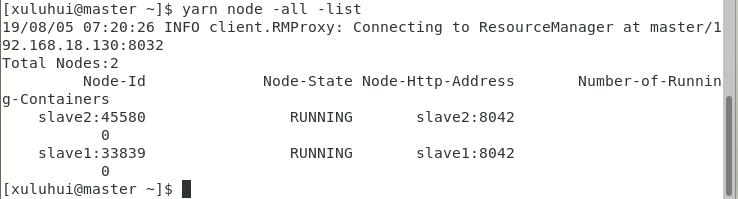 [xuluhui@master ~]$ yarn node -all -list
19/08/05 07:20:26 INFO client.RMProxy: Connecting to ResourceManager at master/1
92.168.18.130:8032
Total Nodes:2
         Node-Id             Node-State Node-Http-Address       Number-of-Runnin
g-Containers
    slave2:45580                RUNNING       slave2:8042
           0
    slave1:33839                RUNNING       slave1:8042
           0
[xuluhui@master ~]$